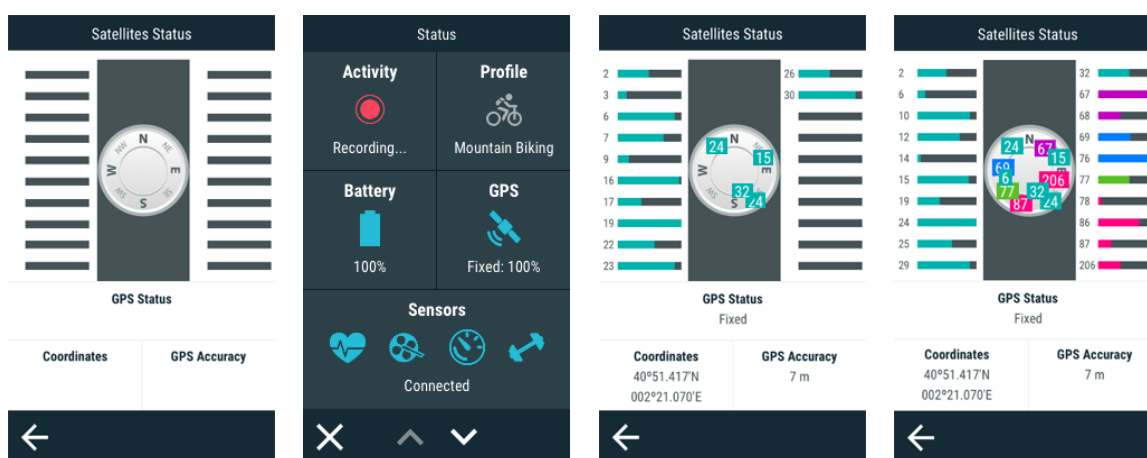 Satellites Status
N
NE
E
SE
S
SW
W
NW
GPS Status
Coordinates GPS Accuracy
Status
Activity Profile
Recording... Mountain Biking
Battery GPS
100% Fixed: 100%
Sensors
Connected
Satellites Status
2 26
3 30
6
7
9
16
17
19
22
23
N
24
15
W
E
32
24
S
GPS Status
Fixed
Coordinates GPS Accuracy
40º51.417'N 7 m
002º21.070'E
Satellites Status
2 32
6 67
10 68
12 69
14 76
15 77
19 78
24 86
25 87
29 206
N
24
67
15
69
6
206
77
32
87
24
GPS Status
Fixed
Coordinates GPS Accuracy
40º51.417'N 7 m
002º21.070'E